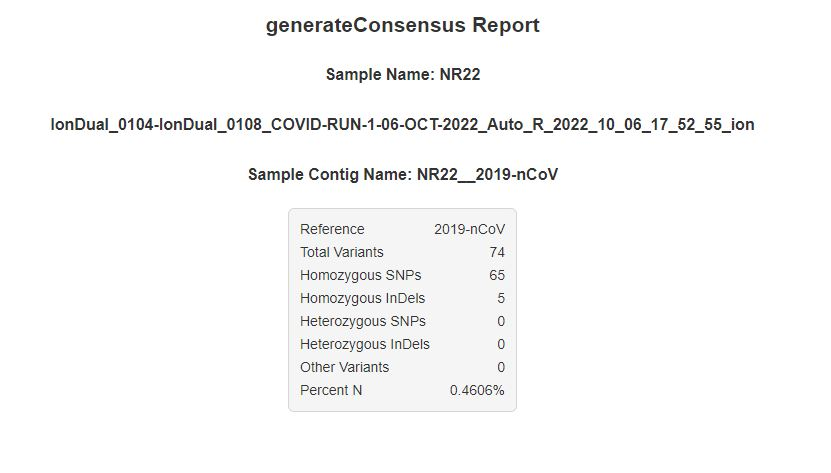 generateConsensus Report
Sample Name: NR22
IonDual_0104-IonDual_0108_COVID-RUN-1-06-OCT-2022_Auto_R_2022_10_06_17_52_55_ion
Sample Contig Name: NR22__2019-nCoV
Reference 2019-nCoV
Total Variants 74
Homozygous SNPs 65
Homozygous InDels 5
Heterozygous SNPs 0
Heterozygous InDels 0
Other Variants 0
Percent N 0.4606%